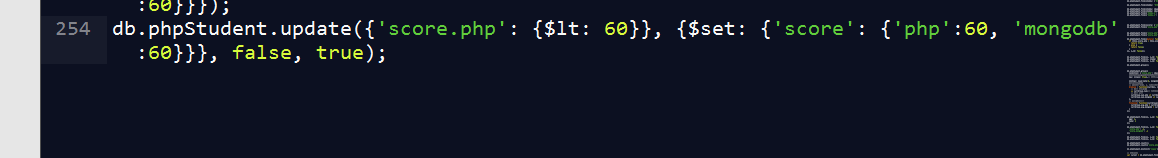 :60}}});
254 db.phpStudent.update({'score.php': {$lt: 60}}, {$set: {'score': {'php':60, 'mongodb'
:60}}}, false, true);